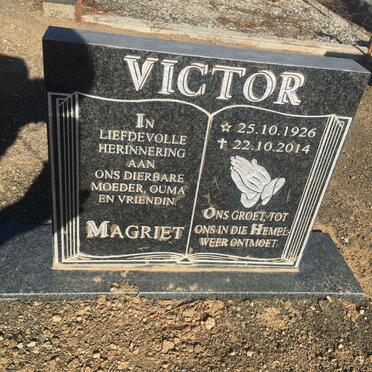 VICTOR
IN
LIEFDEVOLLE
HERINNERING
AAN
ONS DIERBARE
MOEDER, OUMA
EN VRIENDIN.
MAGRIET
☆ 25.10.1926
✝ 22.10.2014
ONS GROET, TOT
ONS IN DIE HEMEL
WEER ONTMOET.